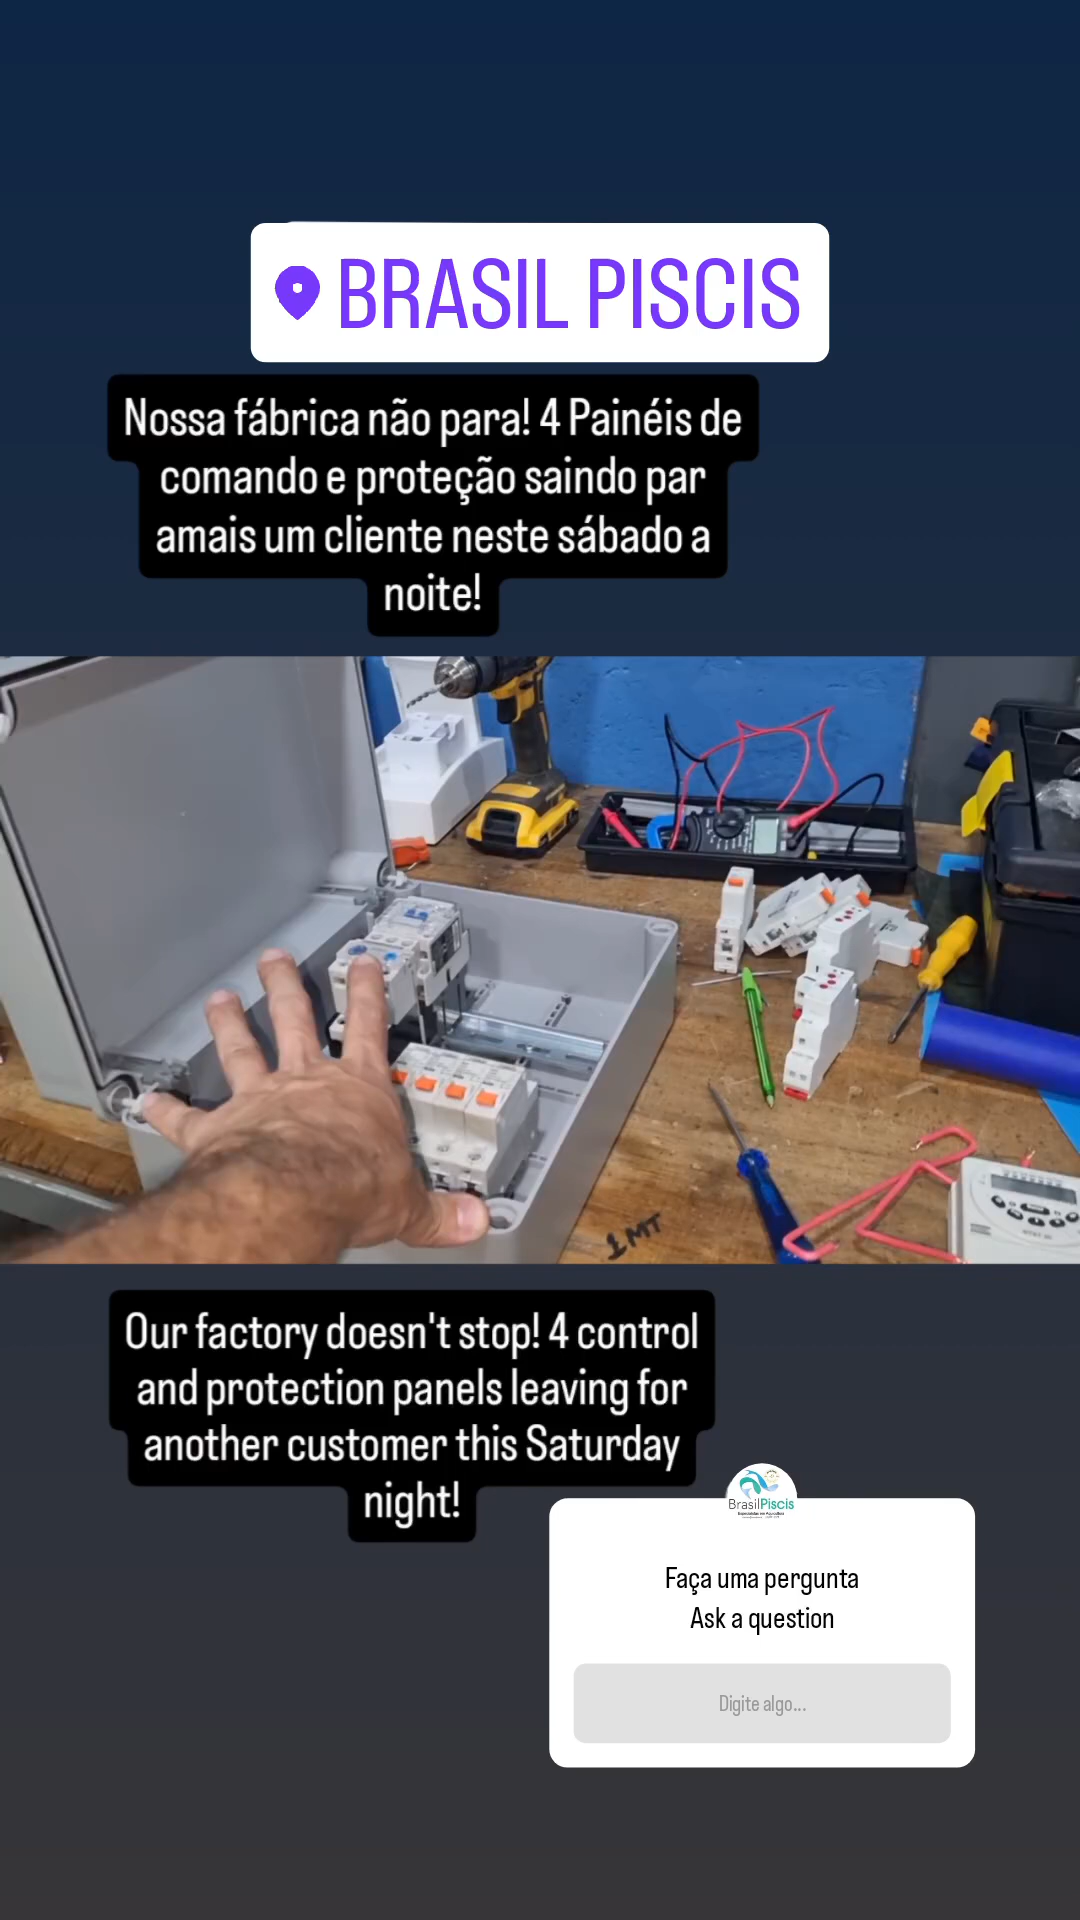 BRASIL PISCIS
Nossa fábrica não para! 4 Painéis de
comando e proteção saindo par
amais um cliente neste sábado a
noite!
1 MT
Our factory doesn't stop! 4 control
and protection panels leaving for
another customer this Saturday
night!
BrasilPiscis
Faça uma pergunta
Ask a question
Digite algo...